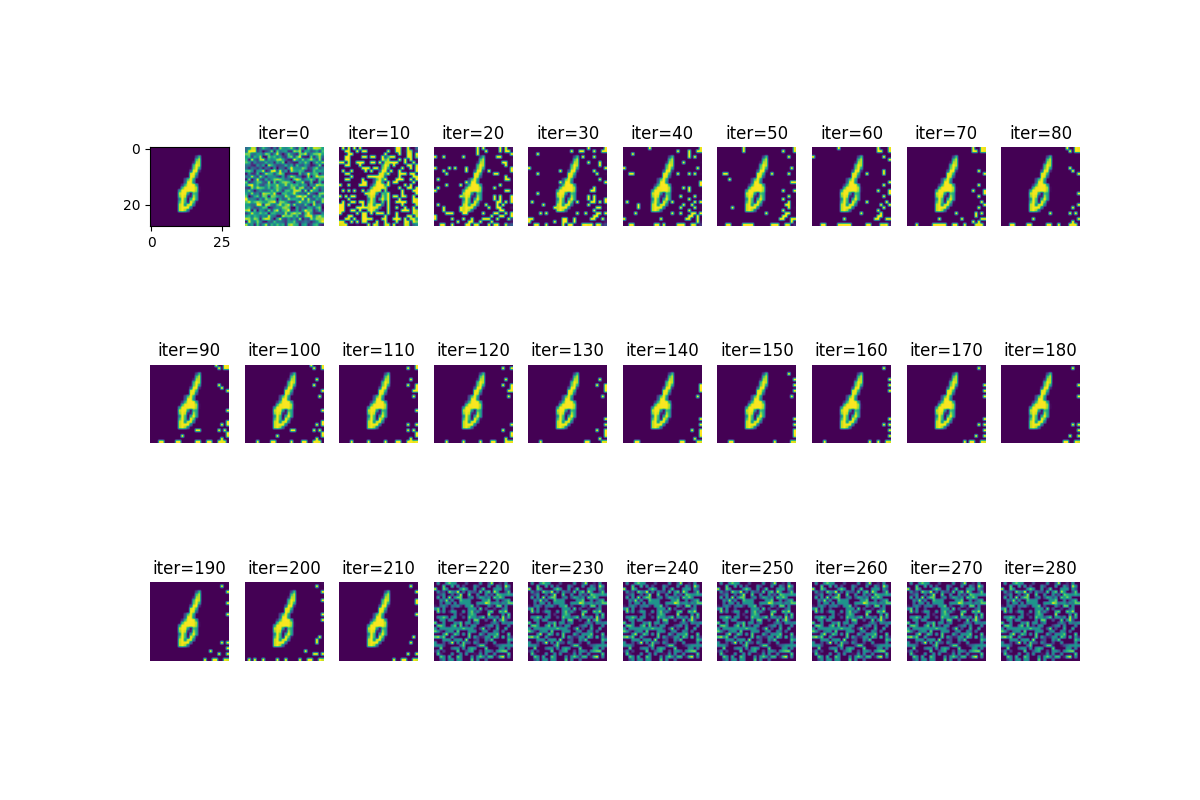 iter=0 iter=10 iter=20 iter=30 iter=40 iter=50 iter=60 iter=70 iter=80
0
20
0 25
iter=90 iter=100 iter=110 iter=120 iter=130 iter=140 iter=150 iter=160 iter=170 iter=180
iter=190 iter=200 iter=210 iter=220 iter=230 iter=240 iter=250 iter=260 iter=270 iter=280